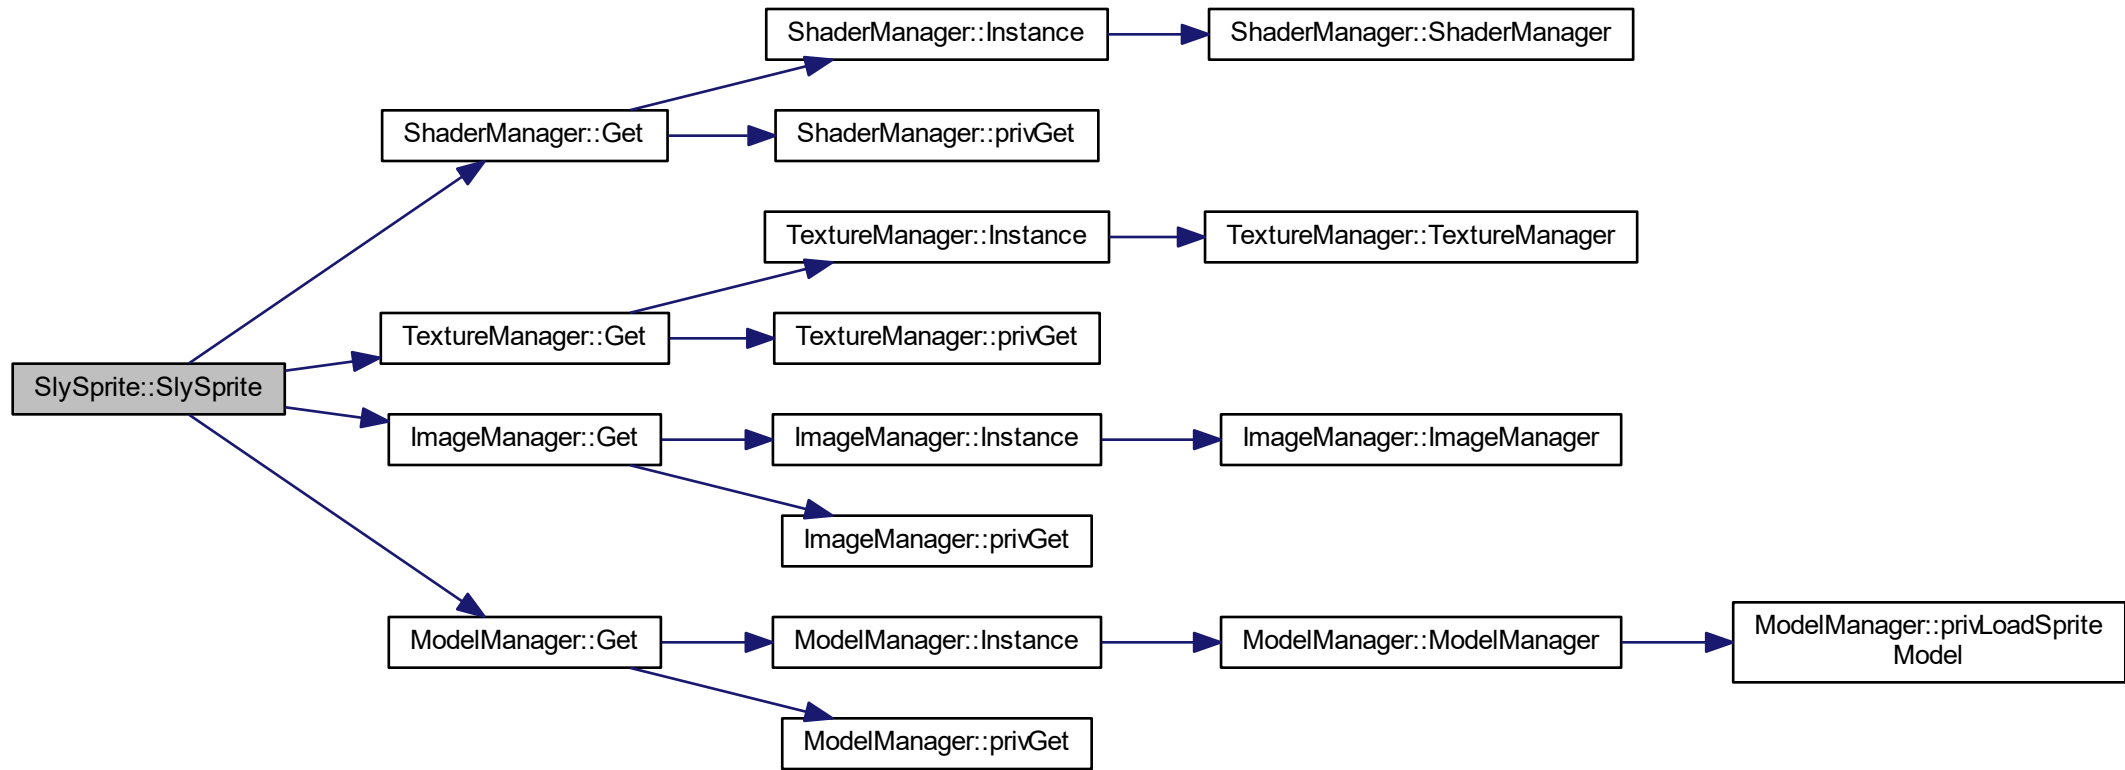 ShaderManager::Instance
ShaderManager::ShaderManager
ShaderManager::Get
ShaderManager::privGet
TextureManager::Instance
TextureManager::TextureManager
TextureManager::Get
TextureManager::privGet
SlySprite::SlySprite
ImageManager::Get
ImageManager::Instance
ImageManager::ImageManager
ImageManager::privGet
ModelManager::Get
ModelManager::Instance
ModelManager::ModelManager
ModelManager::privLoadSprite
Model
ModelManager::privGet